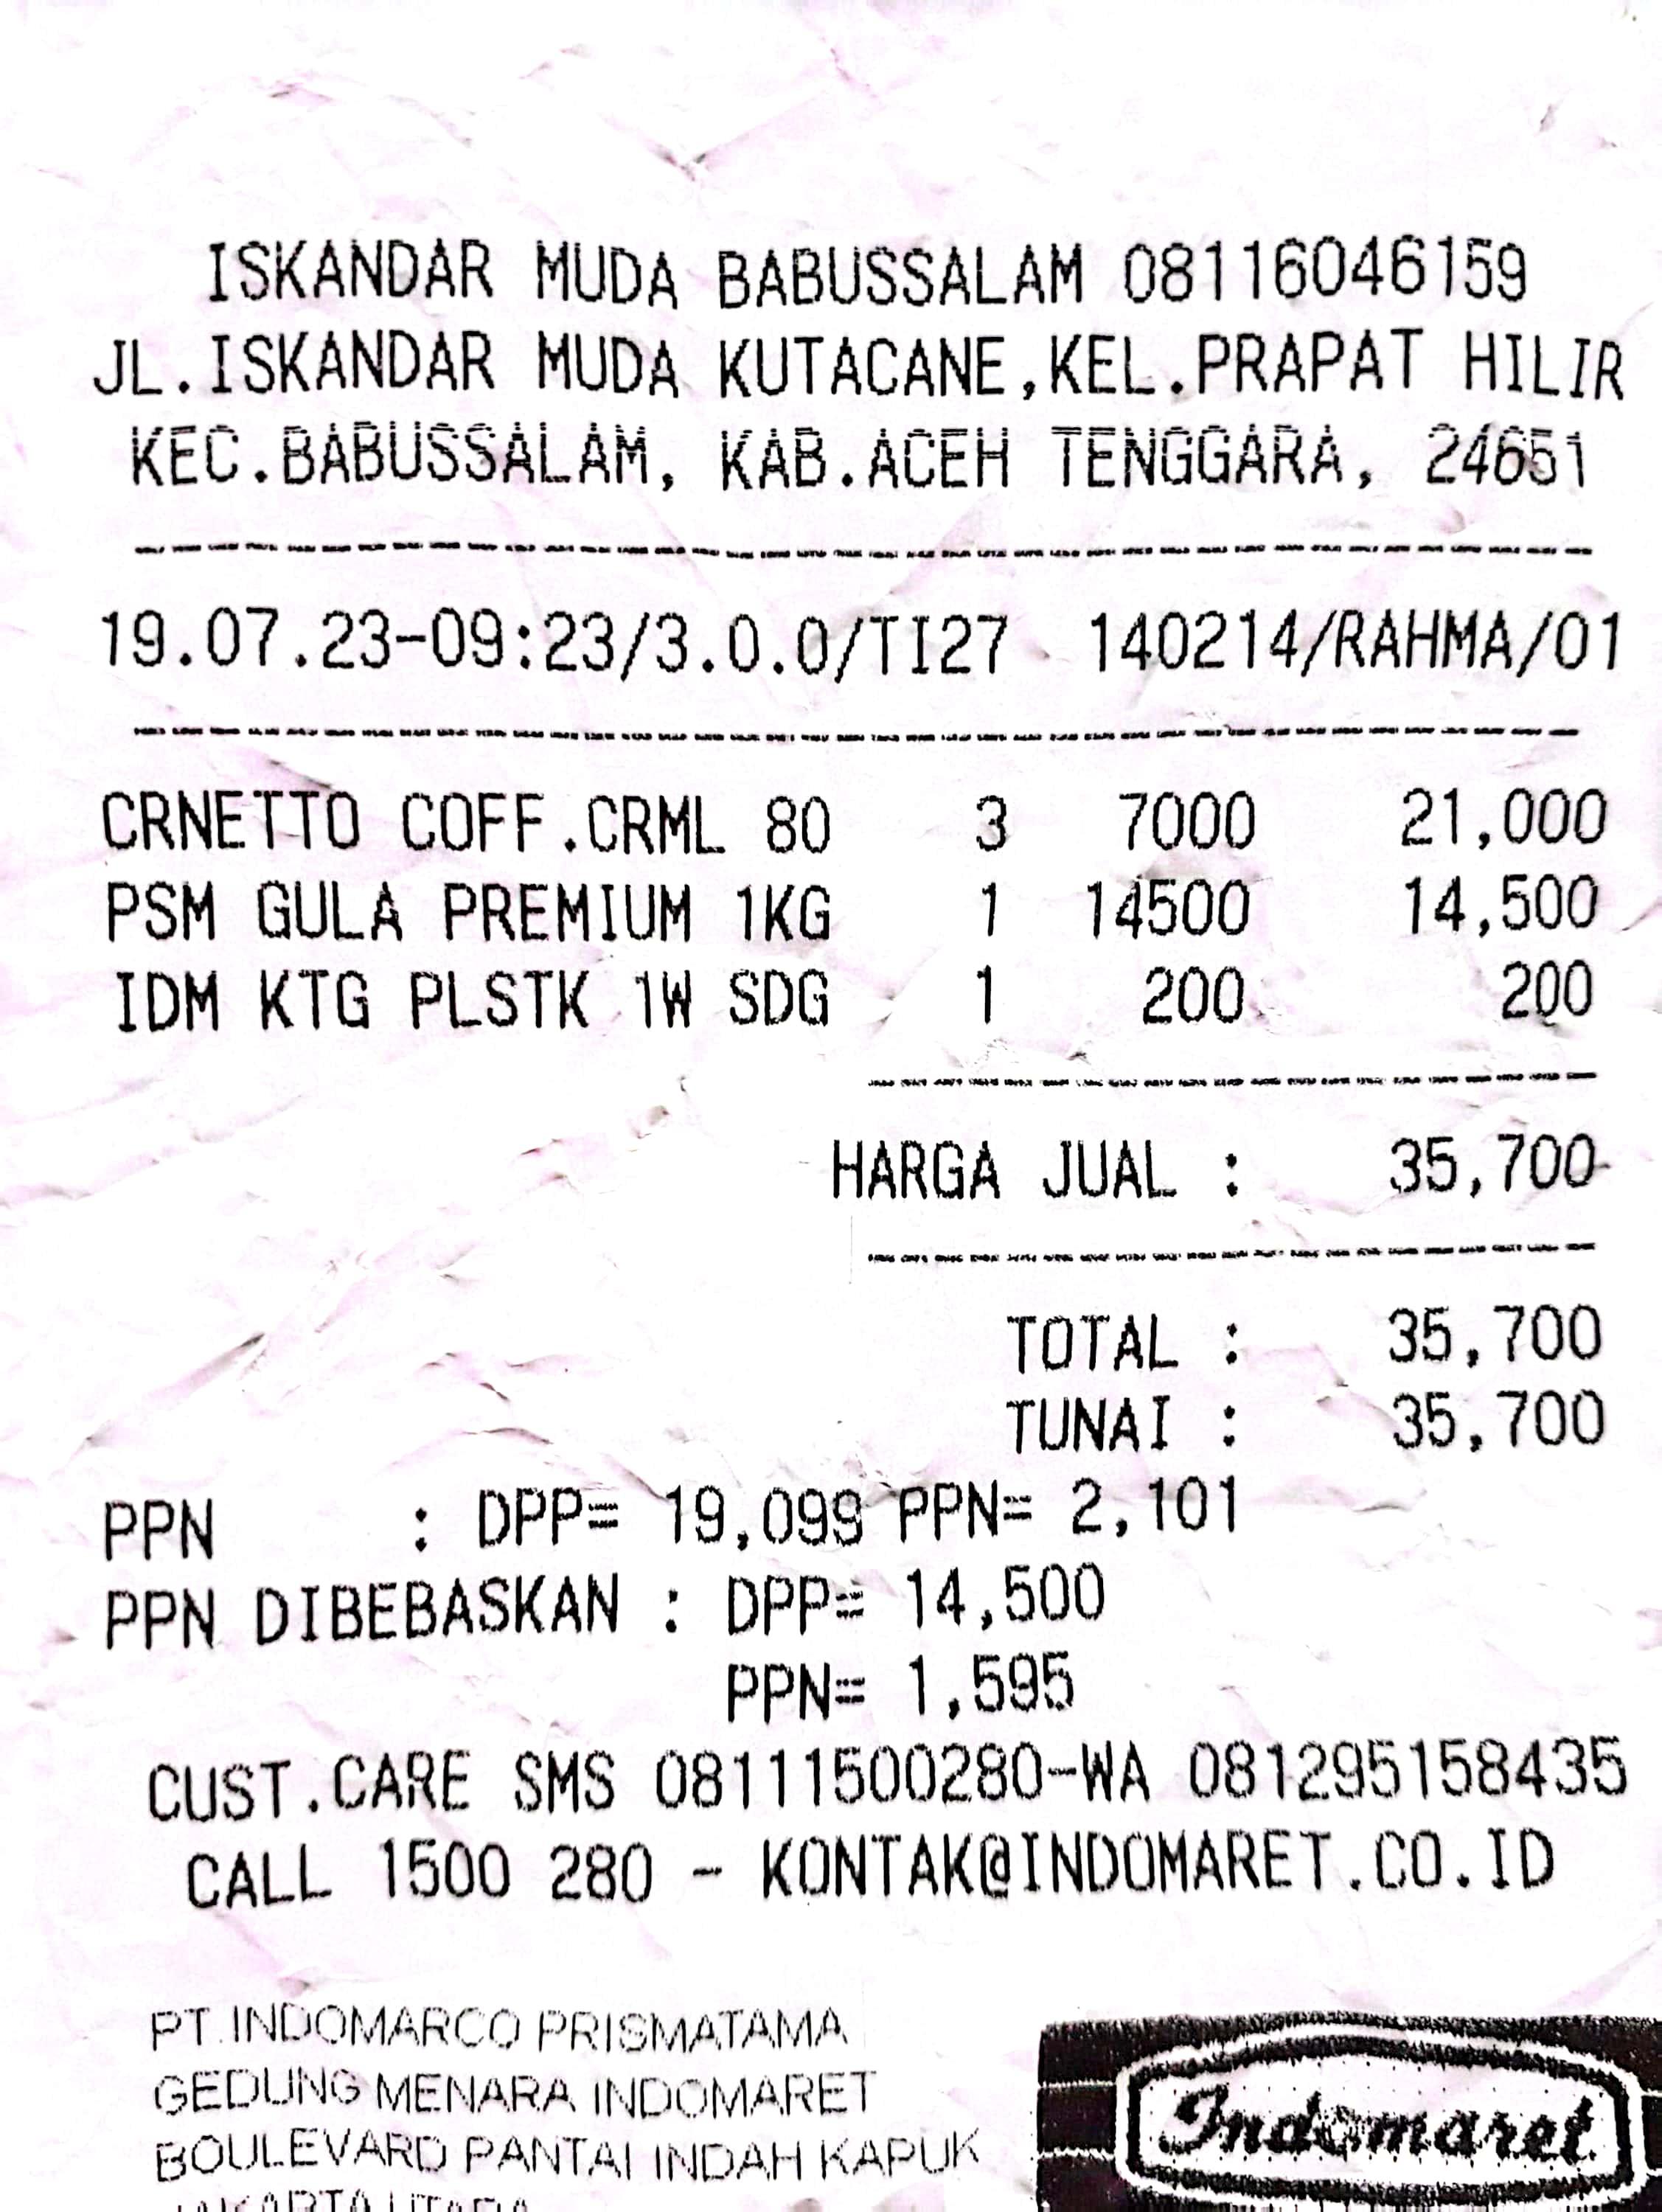 ISKANDAR MUDA BABUSSALAM 08116046159
JL.ISKANDAR MUDA KUTACANE,KEL.PRAPAT HILIR
KEC.BABUSSALAM, KAB.ACEH TENGGARA, 24651
19.07.23-09:23/3.0.0/TI27 140214/RAHMA/01
CRNETTO COFF.CRML 80 3 7000 21,000
PSM GULA PREMIUM 1KG 1 14500 14,500
IDM KTG PLSTK 1W SDG 1 200 200
HARGA JUAL : 35,700
TOTAL : 35,700
TUNAI : 35,700
PPN : DPP= 19,099 PPN= 2,101
PPN DIBEBASKAN : DPP= 14,500
PPN= 1,595
CUST.CARE SMS 08111500280-WA 081295158435
CALL 1500 280 - KONTAK@INDOMARET.CO.ID
PT.INDOMARCO PRISMATAMA
GEDUNG MENARA INDOMARET
BOULEVARD PANTAI INDAH KAPUK
JAKARTA UTARA
Indomaret